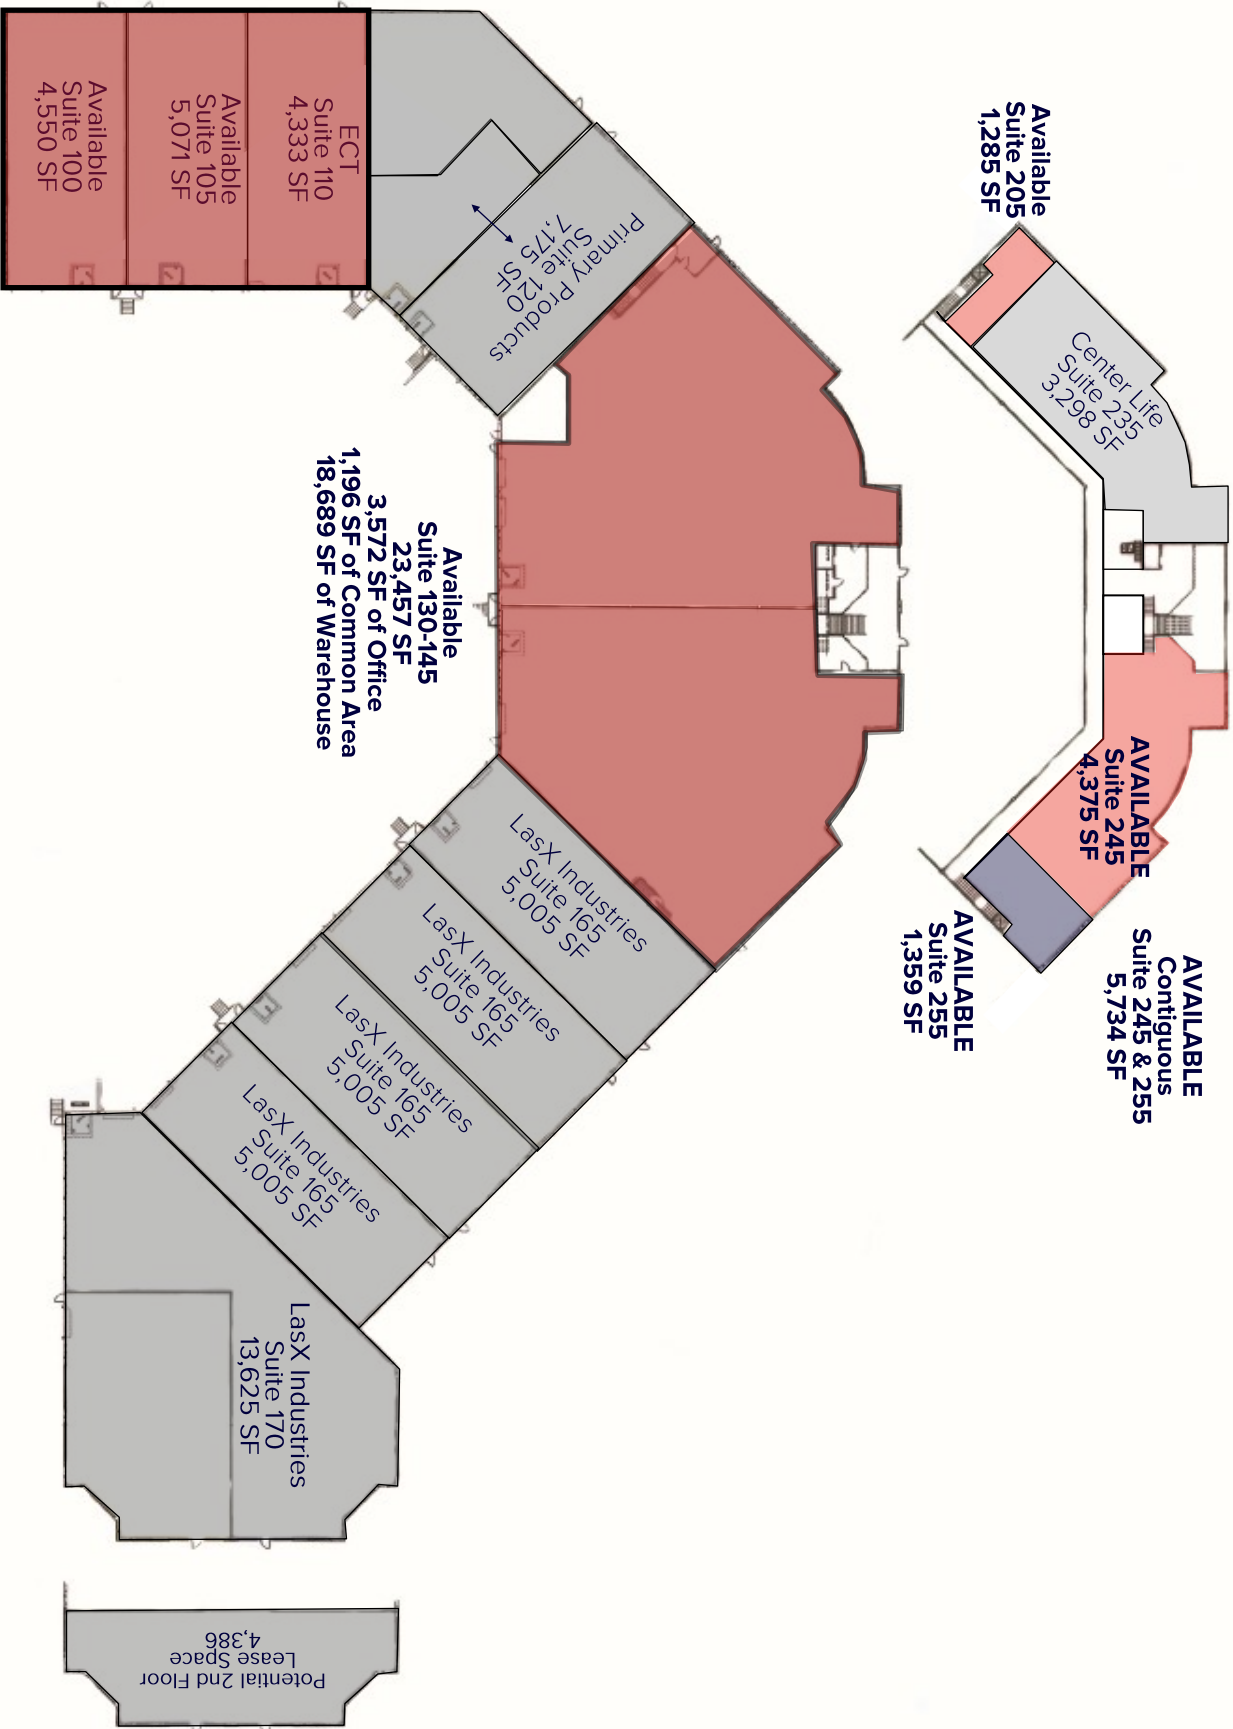 Available
Suite 100
4,550 SF
Available
Suite 105
5,071 SF
ECT
Suite 110
4,333 SF
Primary Products
Suite 120
7,175 SF
Available
Suite 130-145
23,457 SF
3,572 SF of Office
1,196 SF of Common Area
18,689 SF of Warehouse
LasX Industries
Suite 165
5,005 SF
LasX Industries
Suite 165
5,005 SF
LasX Industries
Suite 165
5,005 SF
LasX Industries
Suite 165
5,005 SF
LasX Industries
Suite 170
13,625 SF
Potential 2nd Floor
Lease Space
4,386
Available
Suite 205
1,285 SF
Center Life
Suite 235
3,298 SF
AVAILABLE
Suite 245
4,375 SF
AVAILABLE
Suite 255
1,359 SF
AVAILABLE
Contiguous
Suite 245 & 255
5,734 SF